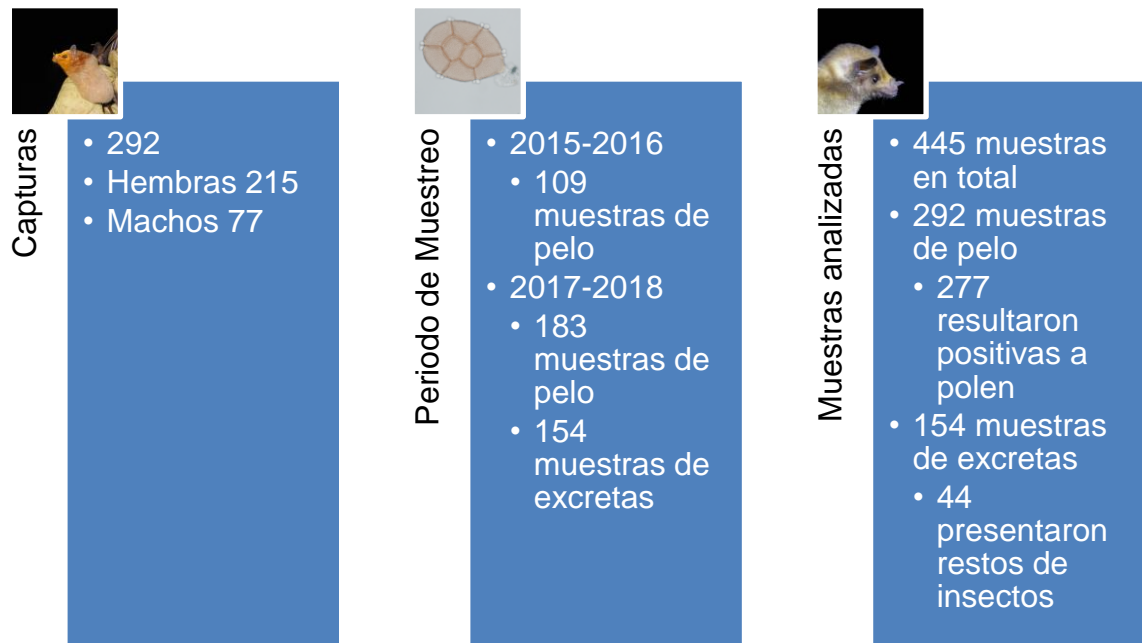 Capturas
• 292
• Hembras 215
• Machos 77
Periodo de Muestreo
• 2015-2016
• 109
muestras de
pelo
• 2017-2018
• 183
muestras de
pelo
• 154
muestras de
excretas
Muestras analizadas
• 445 muestras
en total
• 292 muestras
de pelo
• 277
resultaron
positivas a
polen
• 154 muestras
de excretas
• 44
presentaron
restos de
insectos